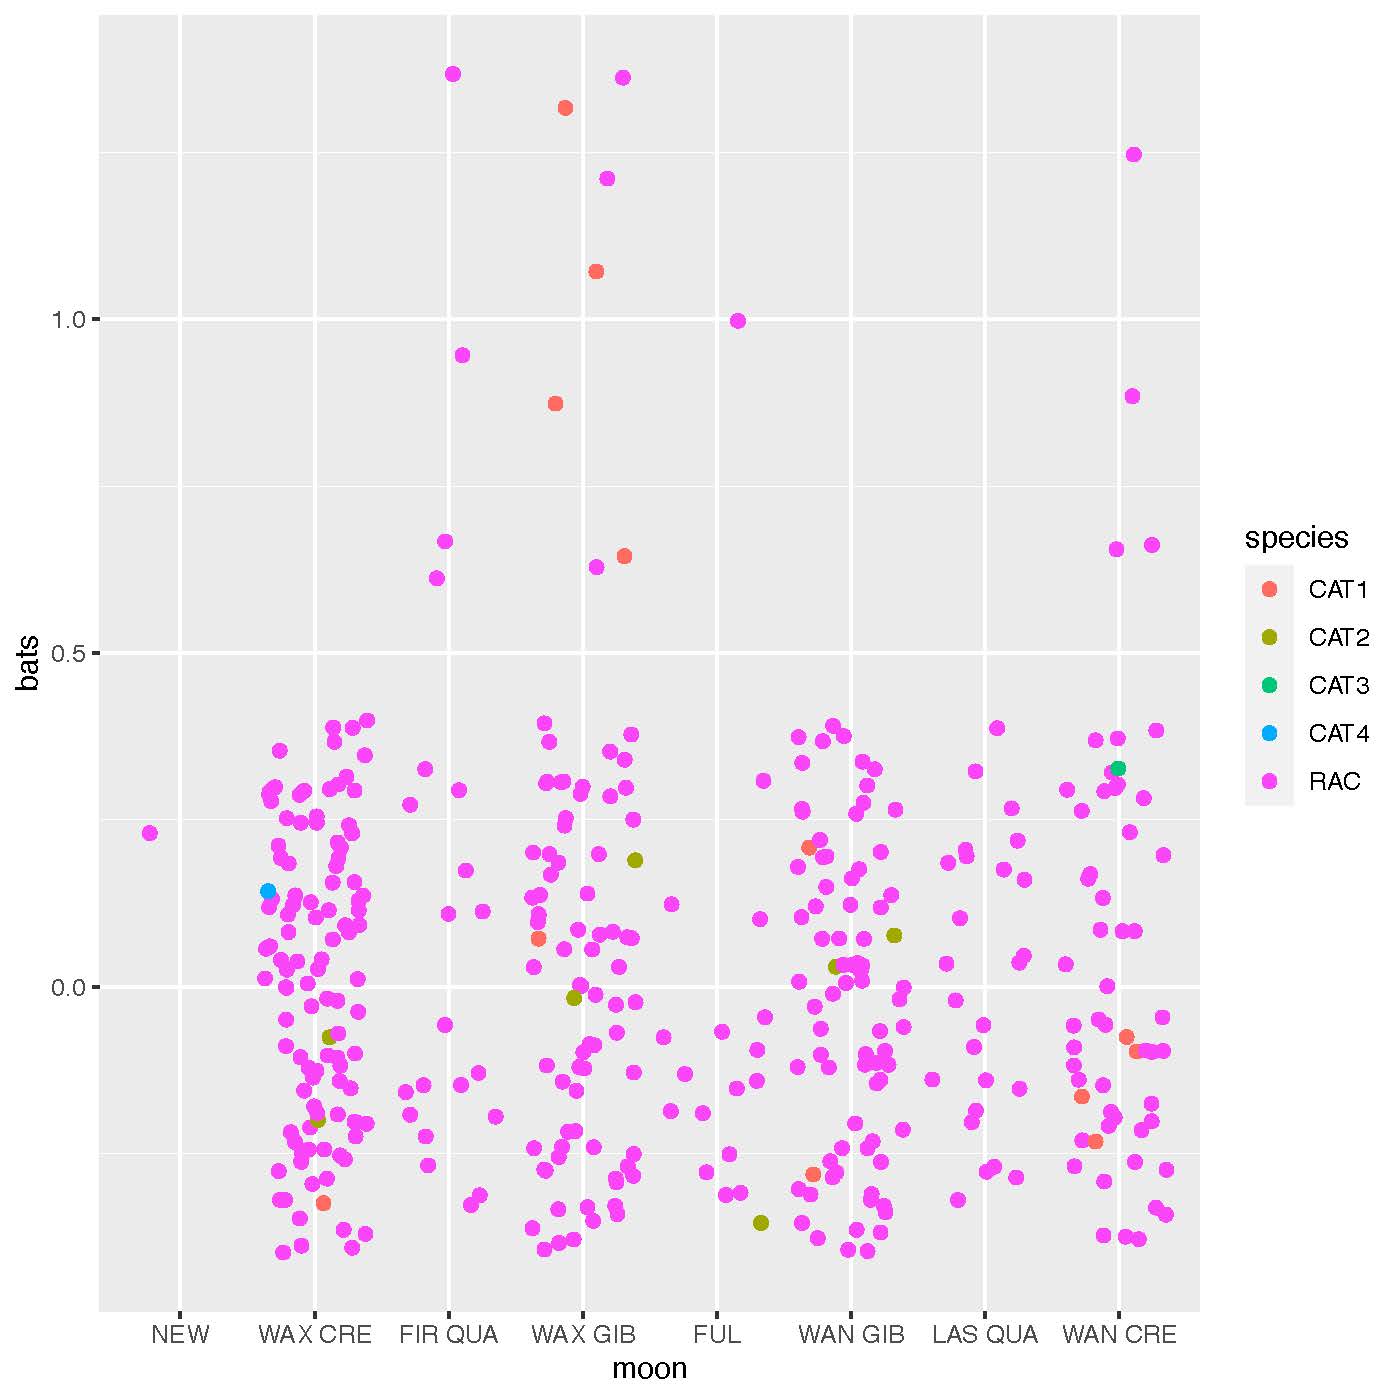 1.0
0.5
0.0
bats
NEW WAX CRE FIR QUA WAX GIB FUL WAN GIB LAS QUA WAN CRE
moon
species
CAT1
CAT2
CAT3
CAT4
RAC